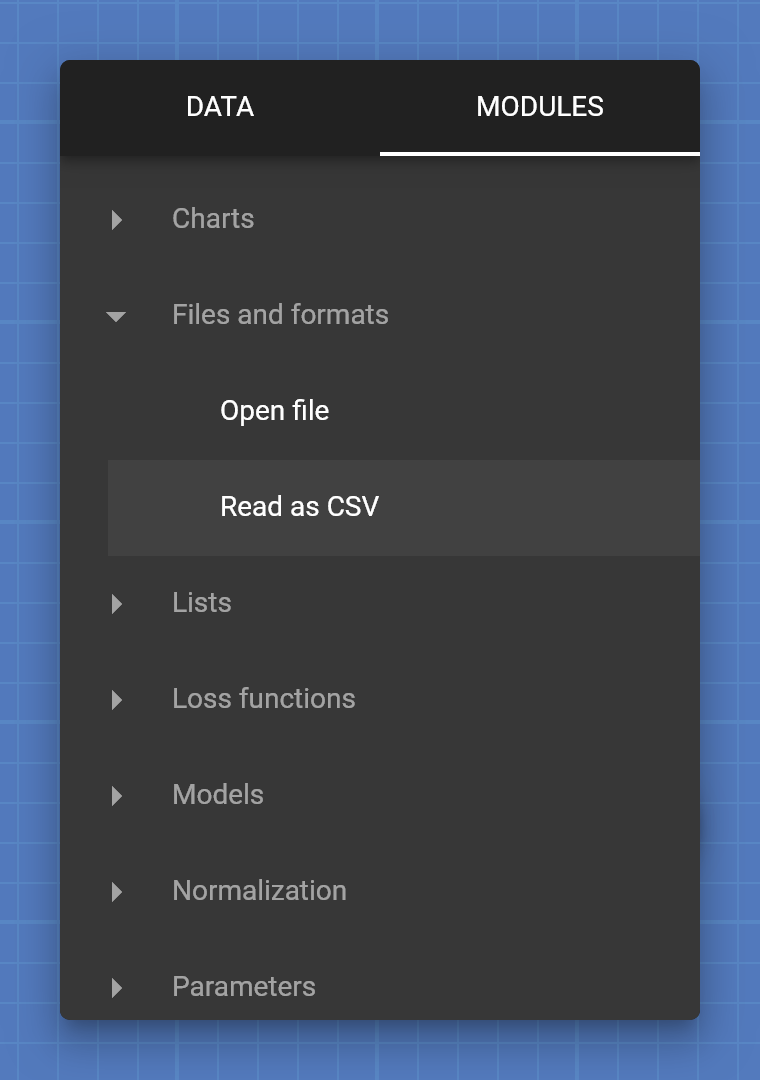 DATA
MODULES
Charts
Files and formats
Open file
Read as CSV
Lists
Loss functions
Models
Normalization
Parameters